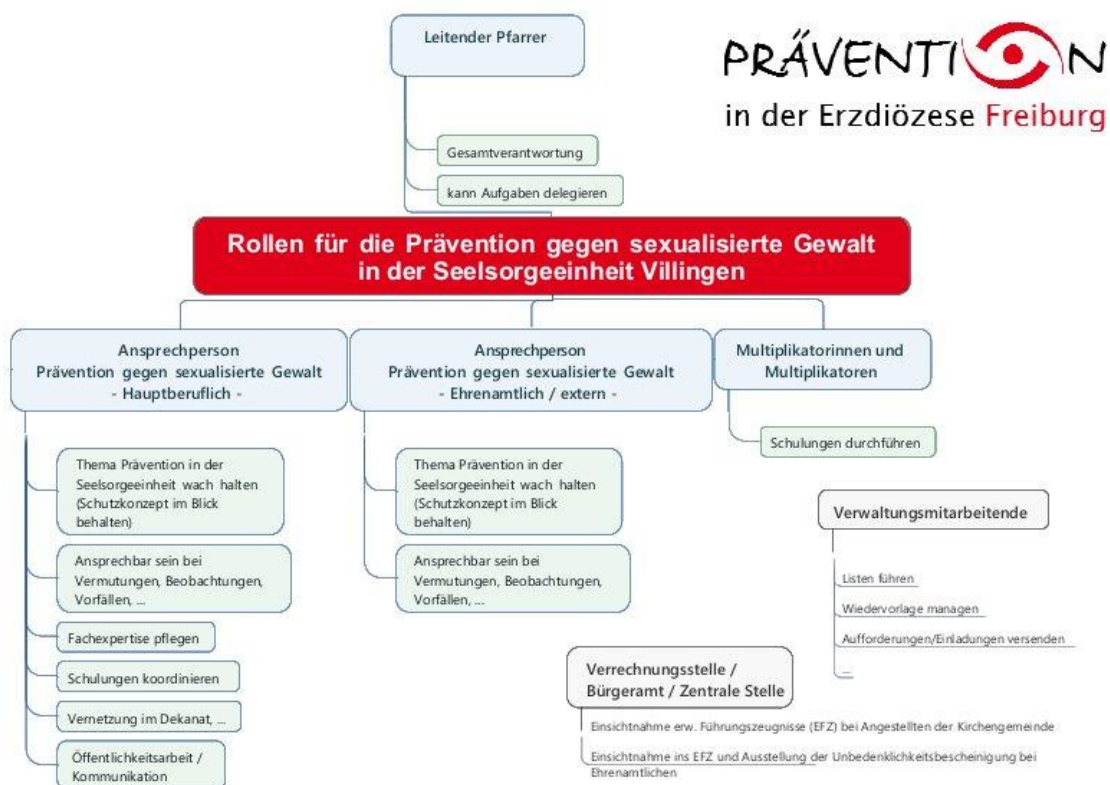 Leitender Pfarrer
PRÄVENTION
in der Erzdiözese Freiburg
Gesamtverantwortung
kann Aufgaben delegieren
Rollen für die Prävention gegen sexualisierte Gewalt
in der Seelsorgeeinheit Villingen
Ansprechperson
Prävention gegen sexualisierte Gewalt
- Hauptberuflich -
Thema Prävention in der
Seelsorgeeinheit wach halten
(Schutzkonzept im Blick
behalten)
Ansprechbar sein bei
Vermutungen, Beobachtungen,
Vorfällen, ...
Fachexpertise pflegen
Schulungen koordinieren
Vernetzung im Dekanat, ...
Öffentlichkeitsarbeit /
Kommunikation
Ansprechperson
Prävention gegen sexualisierte Gewalt
- Ehrenamtlich / extern -
Thema Prävention in der
Seelsorgeeinheit wach halten
(Schutzkonzept im Blick
behalten)
Ansprechbar sein bei
Vermutungen, Beobachtungen,
Vorfällen, ...
Multiplikatorinnen und
Multiplikatoren
Schulungen durchführen
Verwaltungsmitarbeitende
Listen führen
Wiedervorlage managen
Aufforderungen/Einladungen versenden
...
Verrechnungsstelle /
Bürgeramt / Zentrale Stelle
Einsichtnahme erw. Führungszeugnisse (EFZ) bei Angestellten der Kirchengemeinde
Einsichtnahme ins EFZ und Ausstellung der Unbedenklichkeitsbescheinigung bei
Ehrenamtlichen